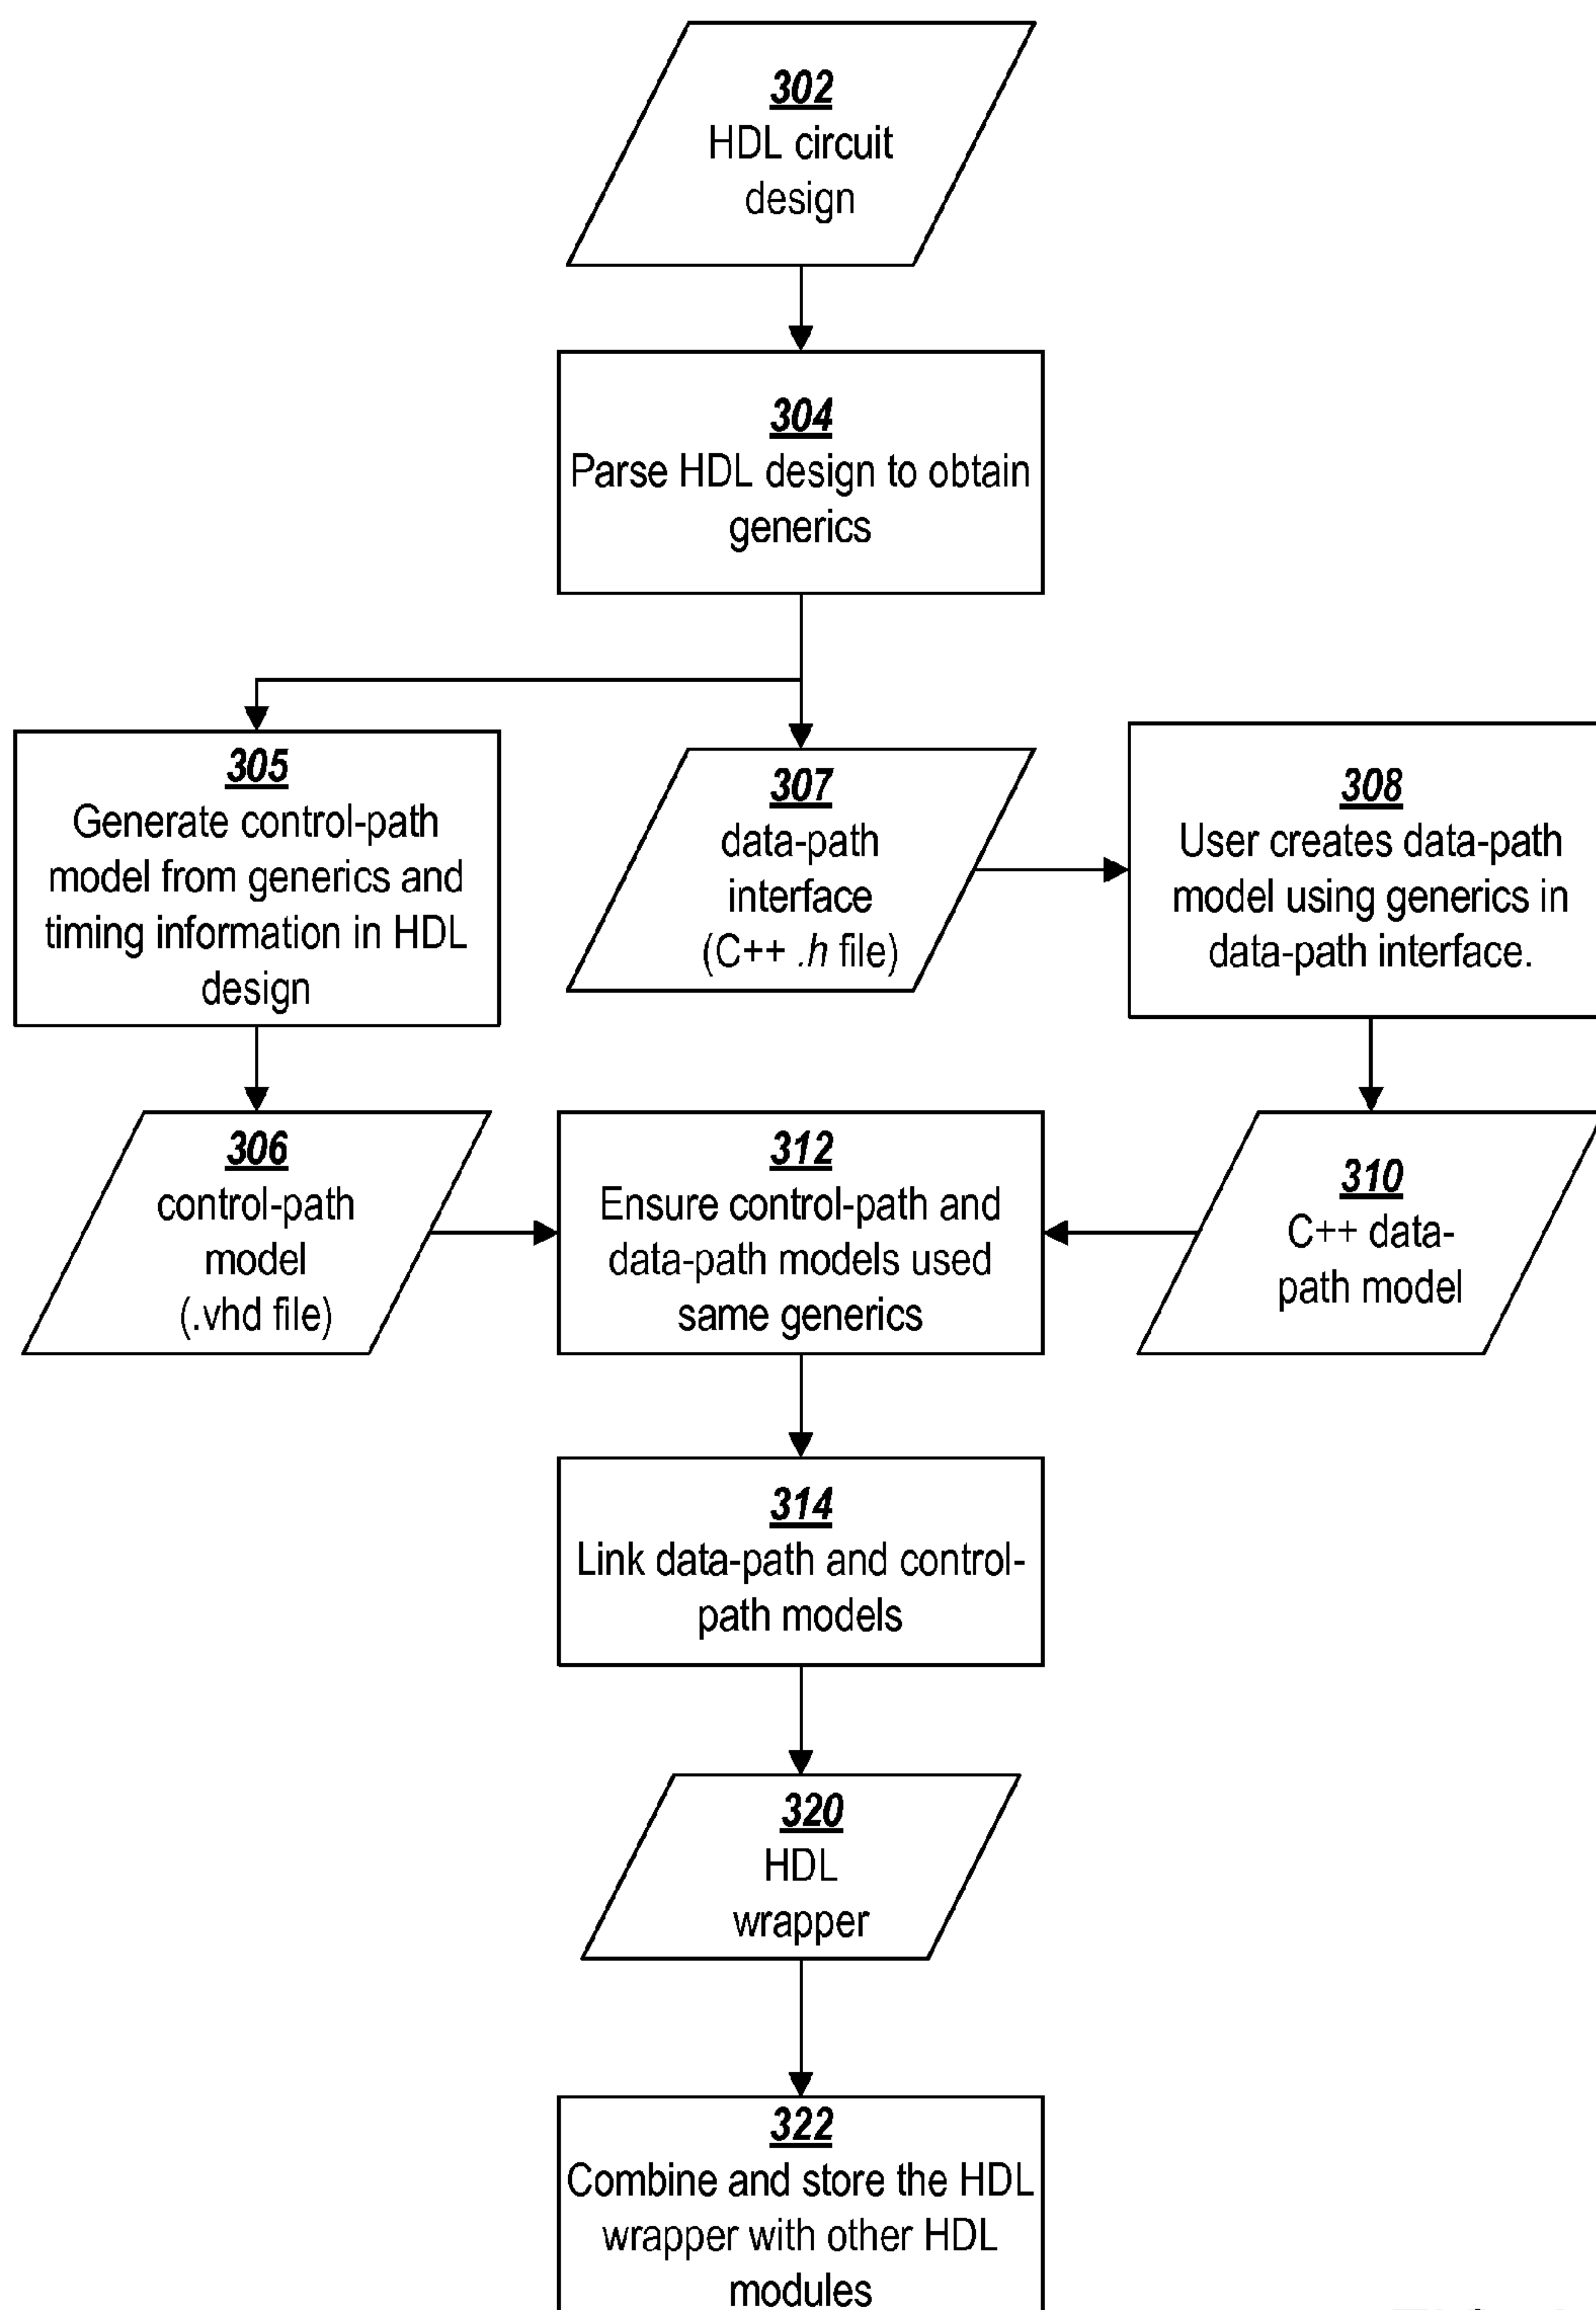 302
HDL circuit
design
304
Parse HDL design to obtain
generics
305
Generate control-path
model from generics and
timing information in HDL
design
307
data-path
interface
(C++ .h file)
308
User creates data-path
model using generics in
data-path interface.
306
control-path
model
(.vhd file)
312
Ensure control-path and
data-path models used
same generics
310
C++ data-
path model
314
Link data-path and control-
path models
320
HDL
wrapper
322
Combine and store the HDL
wrapper with other HDL
modules